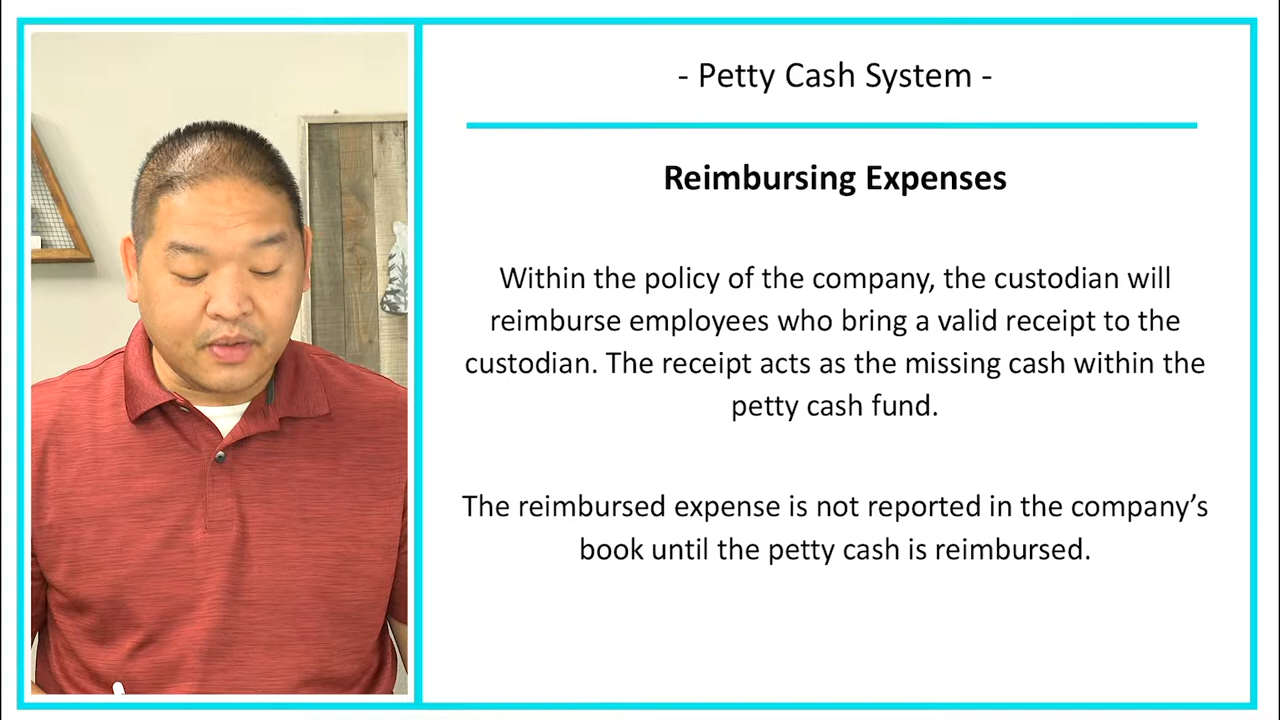 - Petty Cash System -
Reimbursing Expenses
Within the policy of the company, the custodian will
reimburse employees who bring a valid receipt to the
custodian. The receipt acts as the missing cash within the
petty cash fund.
The reimbursed expense is not reported in the company’s
book until the petty cash is reimbursed.